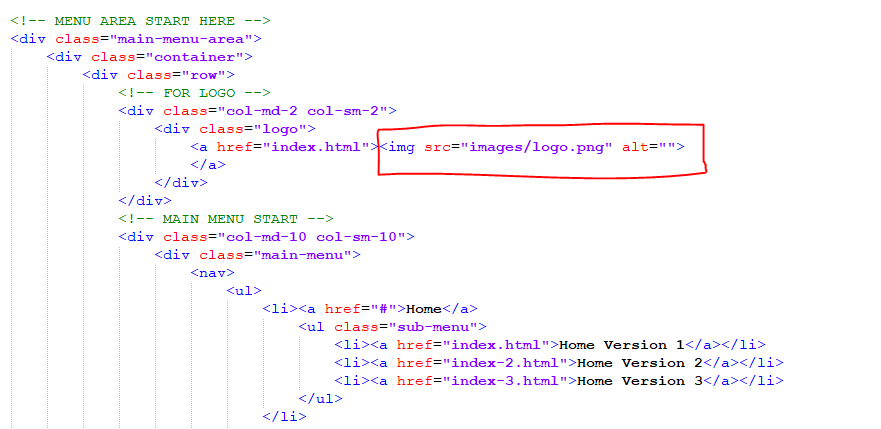 <!-- MENU AREA START HERE -->
<div class="main-menu-area">
<div class="container">
<div class="row">
<!-- FOR LOGO -->
<div class="col-md-2 col-sm-2">
<div class="logo">
<a href="index.html"><img src="images/logo.png" alt="">
</a>
</div>
</div>
<!-- MAIN MENU START -->
<div class="col-md-10 col-sm-10">
<div class="main-menu">
<nav>
<ul>
<li><a href="#">Home</a>
<ul class="sub-menu">
<li><a href="index.html">Home Version 1</a></li>
<li><a href="index-2.html">Home Version 2</a></li>
<li><a href="index-3.html">Home Version 3</a></li>
</ul>
</li>